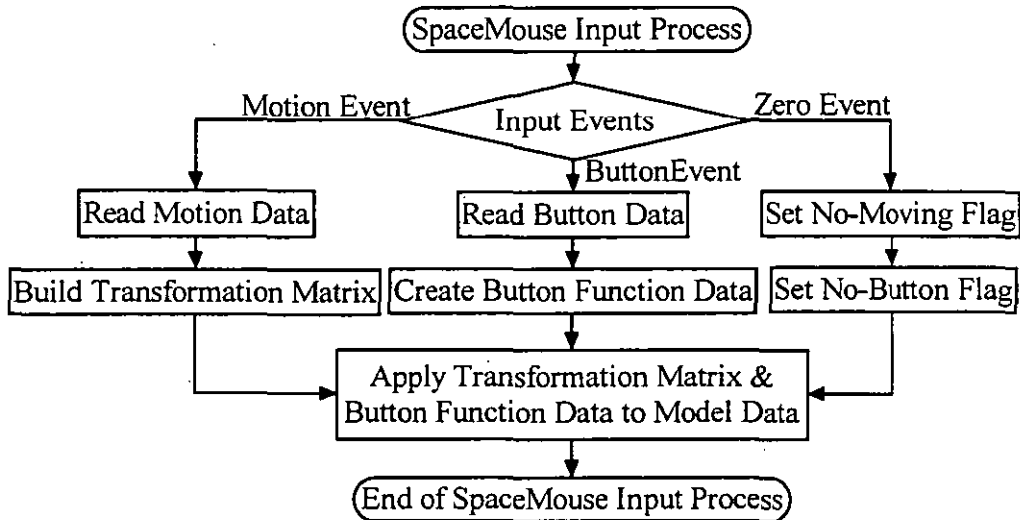 SpaceMouse Input Process
Motion Event
Input Events
Zero Event
ButtonEvent
Read Motion Data
Read Button Data
Set No-Moving Flag
Build Transformation Matrix
Create Button Function Data
Set No-Button Flag
Apply Transformation Matrix &
Button Function Data to Model Data
End of SpaceMouse Input Process